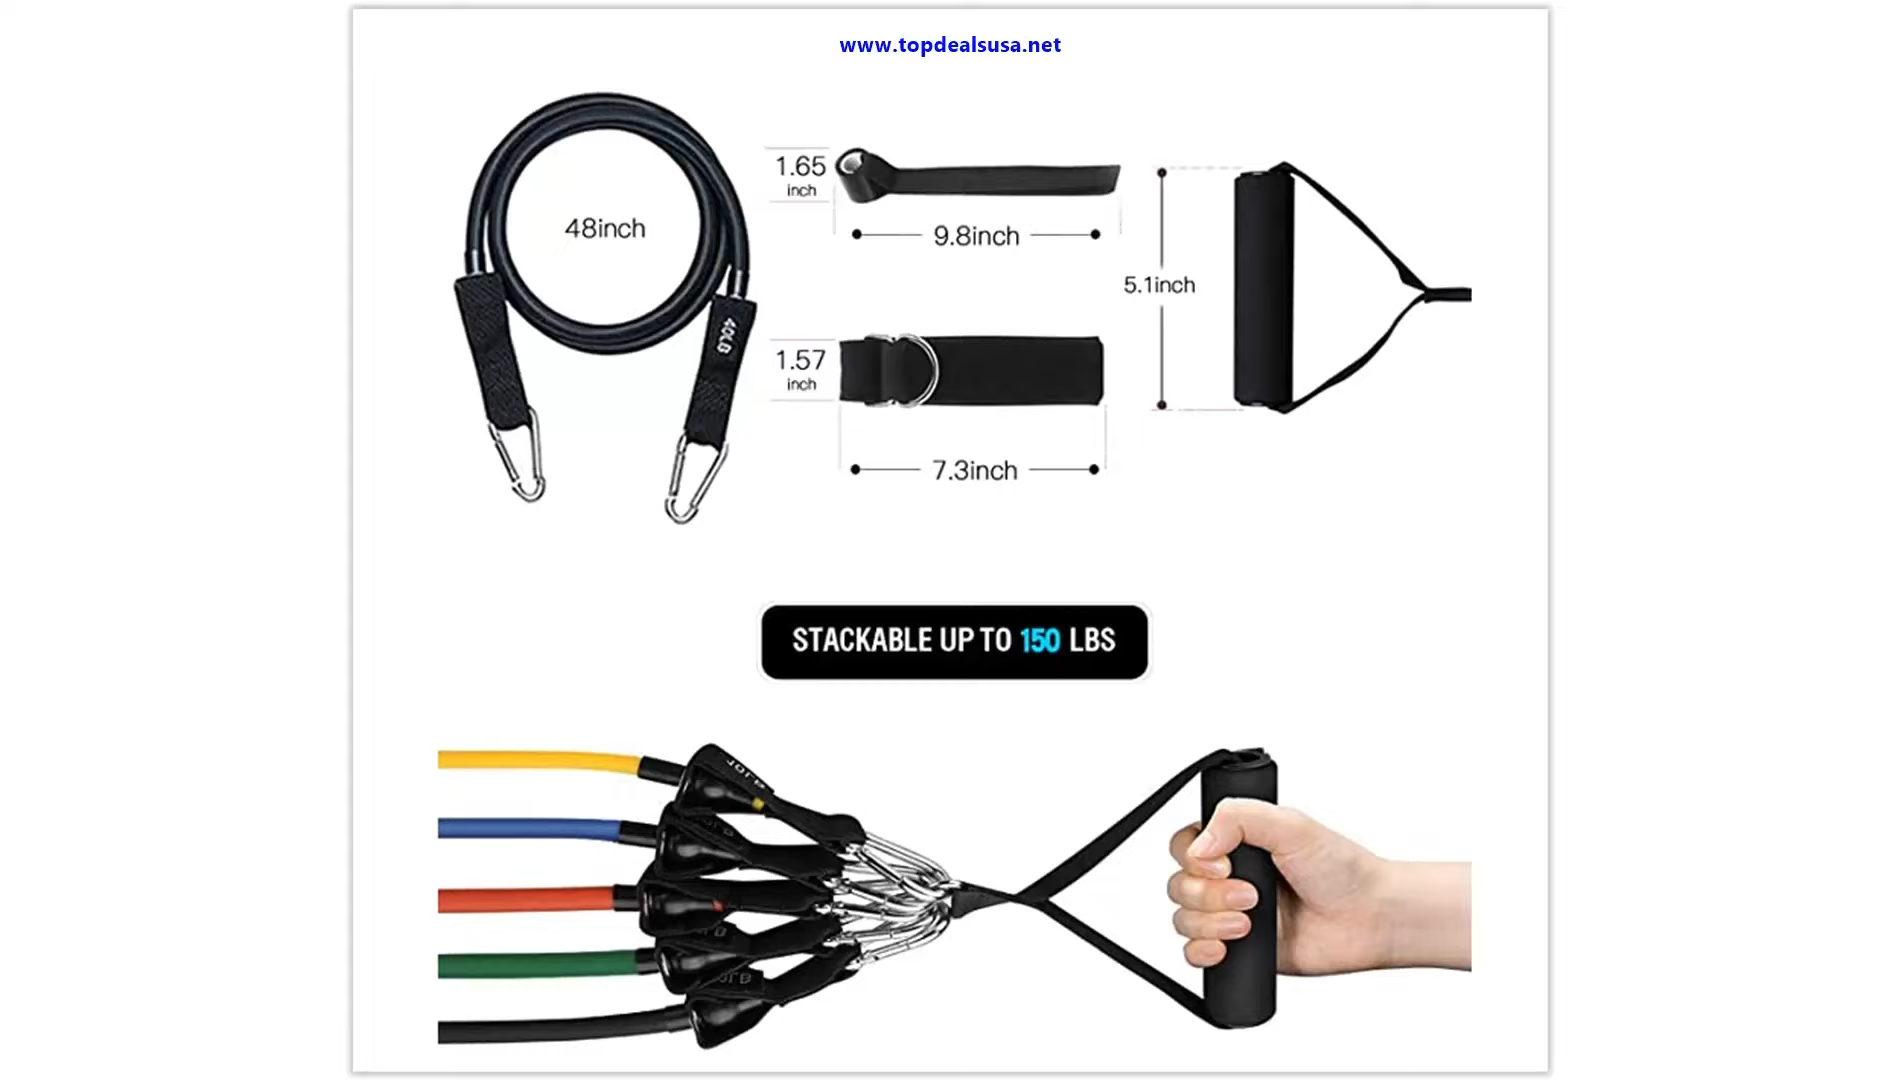 www.topdealsusa.net
48inch
40LB
1.65
inch
9.8inch
1.57
inch
7.3inch
5.1inch
STACKABLE UP TO 150 LBS